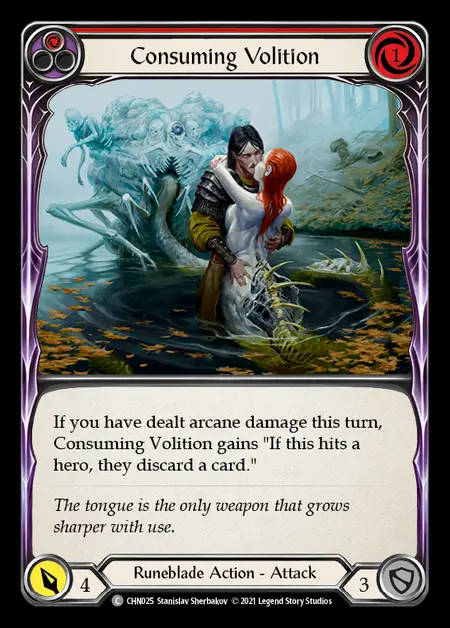 Consuming Volition
1
If you have dealt arcane damage this turn,
Consuming Volition gains "If this hits a
hero, they discard a card."
The tongue is the only weapon that grows
sharper with use.
4
Runeblade Action - Attack
3
C CHN025 Stanislav Sherbakov © 2021 Legend Story Studios